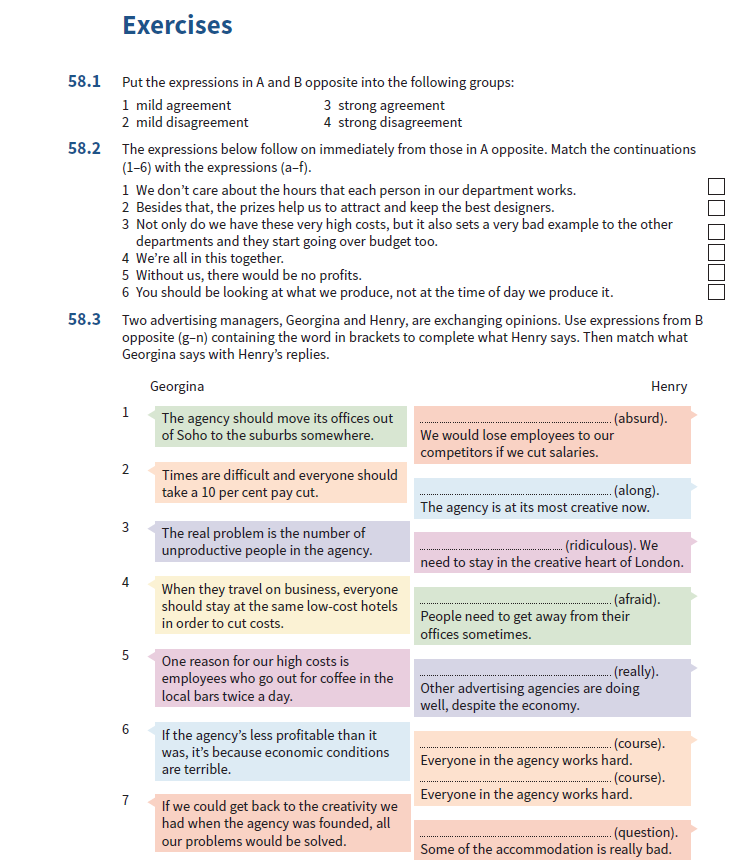 Exercises
58.1 Put the expressions in A and B opposite into the following groups:
1 mild agreement 3 strong agreement
2 mild disagreement 4 strong disagreement
58.2 The expressions below follow on immediately from those in A opposite. Match the continuations
(1–6) with the expressions (a–f).
1 We don’t care about the hours that each person in our department works.
2 Besides that, the prizes help us to attract and keep the best designers.
3 Not only do we have these very high costs, but it also sets a very bad example to the other
departments and they start going over budget too.
4 We’re all in this together.
5 Without us, there would be no profits.
6 You should be looking at what we produce, not at the time of day we produce it.
58.3 Two advertising managers, Georgina and Henry, are exchanging opinions. Use expressions from B
opposite (g–n) containing the word in brackets to complete what Henry says. Then match what
Georgina says with Henry’s replies.
Georgina Henry
1 The agency should move its offices out
of Soho to the suburbs somewhere.
.................................................. (absurd).
We would lose employees to our
competitors if we cut salaries.
2 Times are difficult and everyone should
take a 10 per cent pay cut.
.................................................. (along).
The agency is at its most creative now.
3 The real problem is the number of
unproductive people in the agency.
..................................... (ridiculous). We
need to stay in the creative heart of London.
4 When they travel on business, everyone
should stay at the same low-cost hotels
in order to cut costs.
.................................................. (afraid).
People need to get away from their
offices sometimes.
5 One reason for our high costs is
employees who go out for coffee in the
local bars twice a day.
.................................................. (really).
Other advertising agencies are doing
well, despite the economy.
6 If the agency’s less profitable than it
was, it’s because economic conditions
are terrible.
.................................................. (course).
Everyone in the agency works hard.
.................................................. (course).
Everyone in the agency works hard.
7 If we could get back to the creativity we
had when the agency was founded, all
our problems would be solved.
.................................................. (question).
Some of the accommodation is really bad.